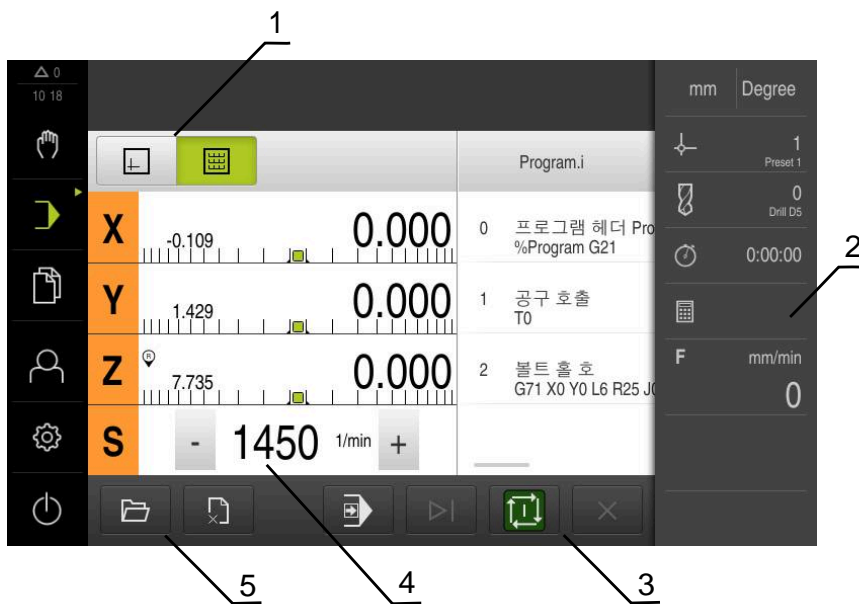 1
△ 0
10 18
mm Degree
1
Preset 1
0
Drill D5
0:00:00
2
F mm/min
0
Program.i
X -0.109 0.000
Y 1.429 0.000
Z R 7.735 0.000
S - 1450 1/min +
0 프로그램 헤더 Pro
%Program G21
1 공구 호출
T0
2 볼트 홀 호
G71 X0 Y0 L6 R25 J
5 4 3